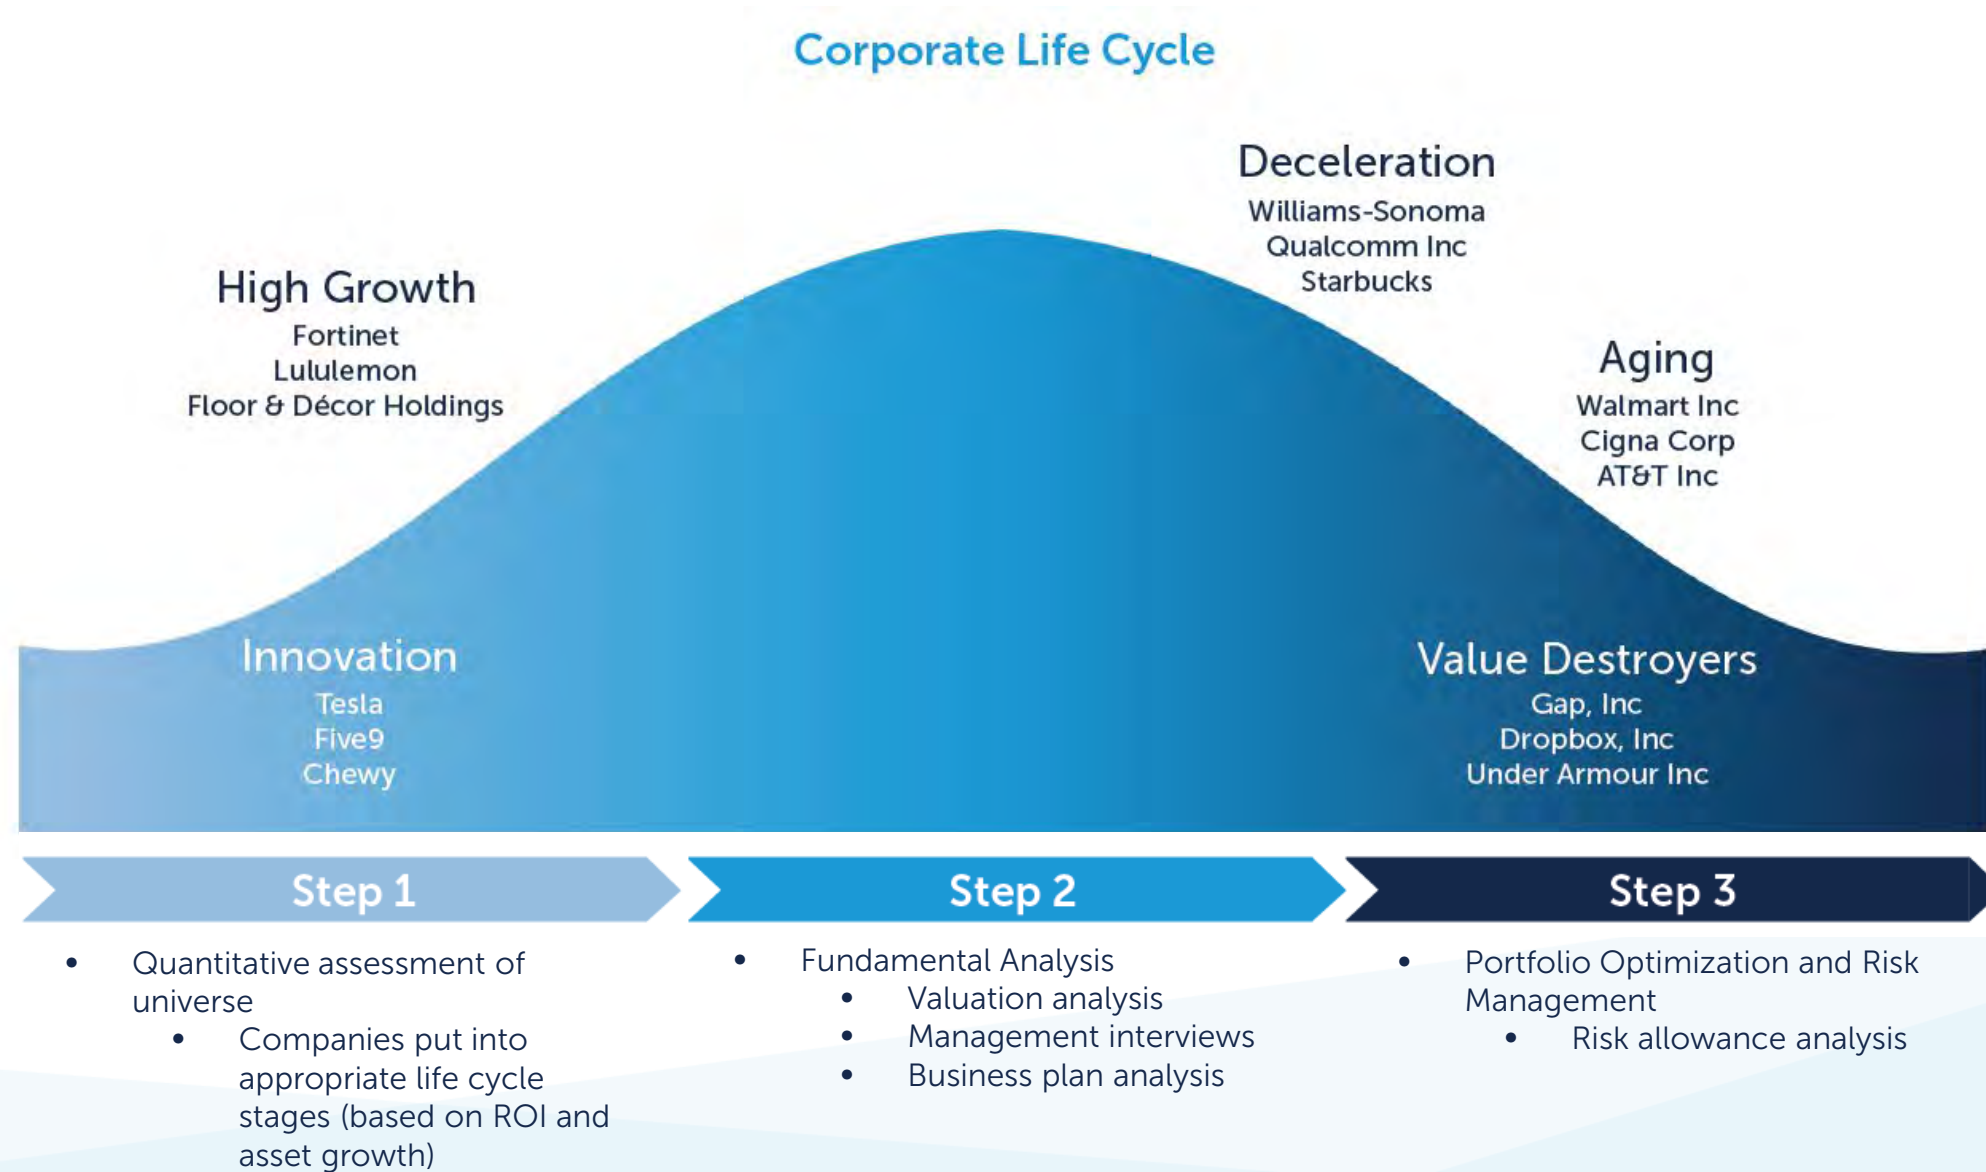 Corporate Life Cycle
High Growth
Fortinet
Lululemon
Floor & Décor Holdings
Deceleration
Williams-Sonoma
Qualcomm Inc
Starbucks
Aging
Walmart Inc
Cigna Corp
AT&T Inc
Innovation
Tesla
Five9
Chewy
Value Destroyers
Gap, Inc
Dropbox, Inc
Under Armour Inc
Step 1
• Quantitative assessment of
universe
• Companies put into
appropriate life cycle
stages (based on ROI and
asset growth)
Step 2
• Fundamental Analysis
• Valuation analysis
• Management interviews
• Business plan analysis
Step 3
• Portfolio Optimization and Risk
Management
• Risk allowance analysis